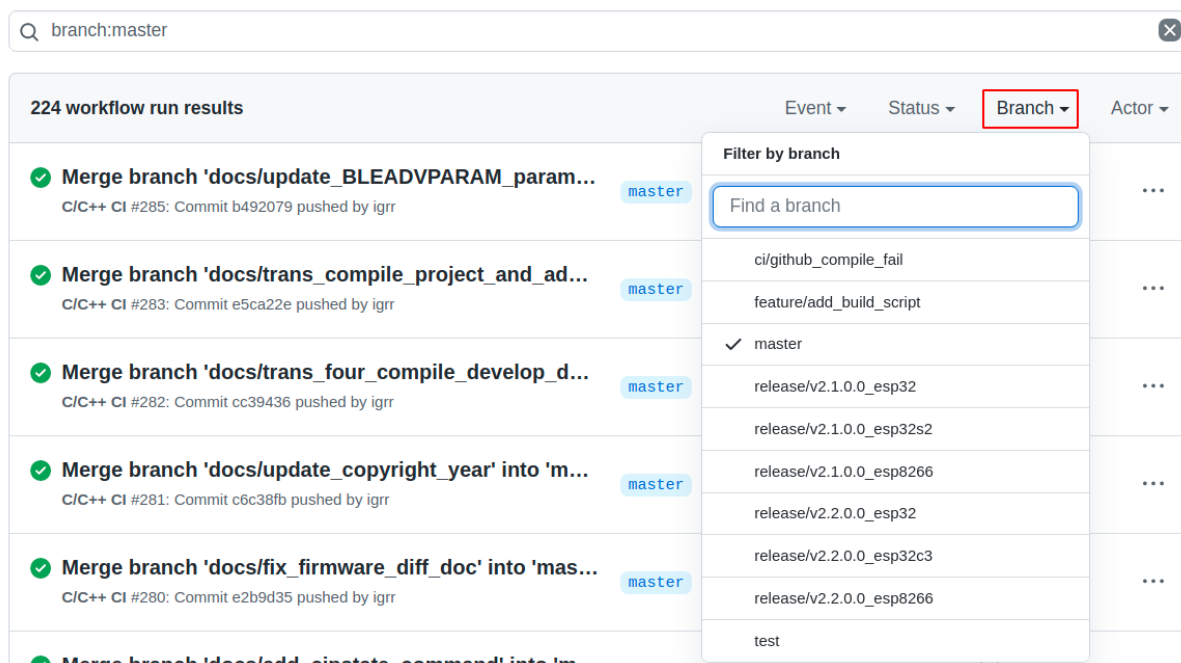 branch:master
224 workflow run results
Event
Status
Branch
Actor
Merge branch 'docs/update_BLEADVPARAM_param...
master
C/C++ CI #285: Commit b492079 pushed by igrr
Merge branch 'docs/trans_compile_project_and_ad...
master
C/C++ CI #283: Commit e5ca22e pushed by igrr
Merge branch 'docs/trans_four_compile_develop_d...
master
C/C++ CI #282: Commit cc39436 pushed by igrr
Merge branch 'docs/update_copyright_year' into 'm...
master
C/C++ CI #281: Commit c6c38fb pushed by igrr
Merge branch 'docs/fix_firmware_diff_doc' into 'mas...
master
C/C++ CI #280: Commit e2b9d35 pushed by igrr
Merge branch 'docs/add_cipstate_command' into 'm...
Filter by branch
Find a branch
ci/github_compile_fail
feature/add_build_script
master
release/v2.1.0.0_esp32
release/v2.1.0.0_esp32s2
release/v2.1.0.0_esp8266
release/v2.2.0.0_esp32
release/v2.2.0.0_esp32c3
release/v2.2.0.0_esp8266
test